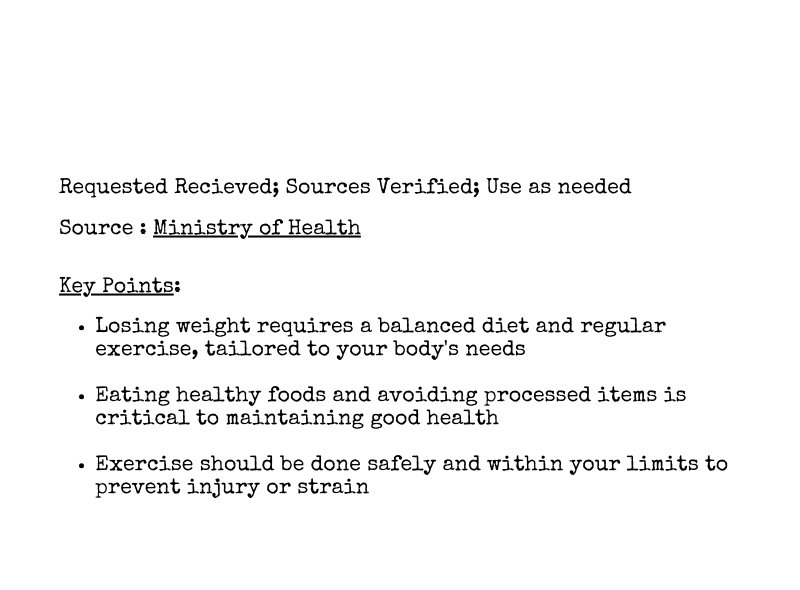 Requested Recieved; Sources Verified; Use as needed
Source : Ministry of Health
Key Points:
• Losing weight requires a balanced diet and regular
exercise, tailored to your body's needs
• Eating healthy foods and avoiding processed items is
critical to maintaining good health
• Exercise should be done safely and within your limits to
prevent injury or strain